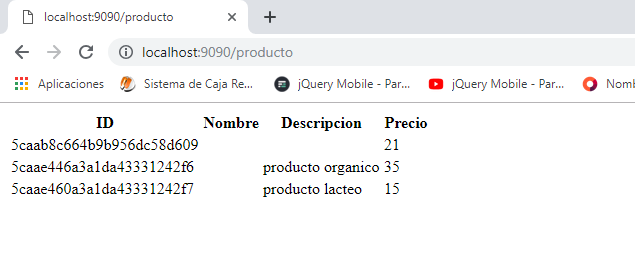 localhost:9090/producto
localhost:9090/producto
Aplicaciones Sistema de Caja Re... jQuery Mobile - Par... jQuery Mobile - Par... Nomb
ID Nombre Descripcion Precio
5caab8c664b9b956dc58d609 21
5caae446a3a1da43331242f6 producto organico 35
5caae460a3a1da43331242f7 producto lacteo 15